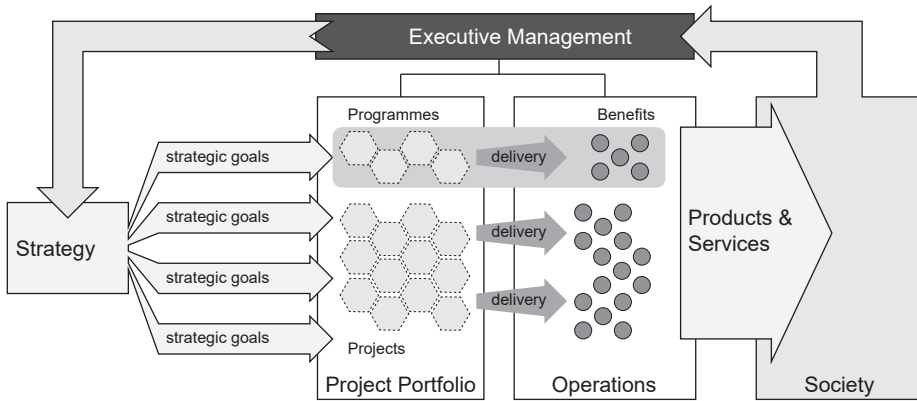 Executive Management
Programmes
Benefits
strategic goals
delivery
strategic goals
delivery
Strategy
Products &
Services
strategic goals
delivery
strategic goals
Projects
Project Portfolio
Operations
Society